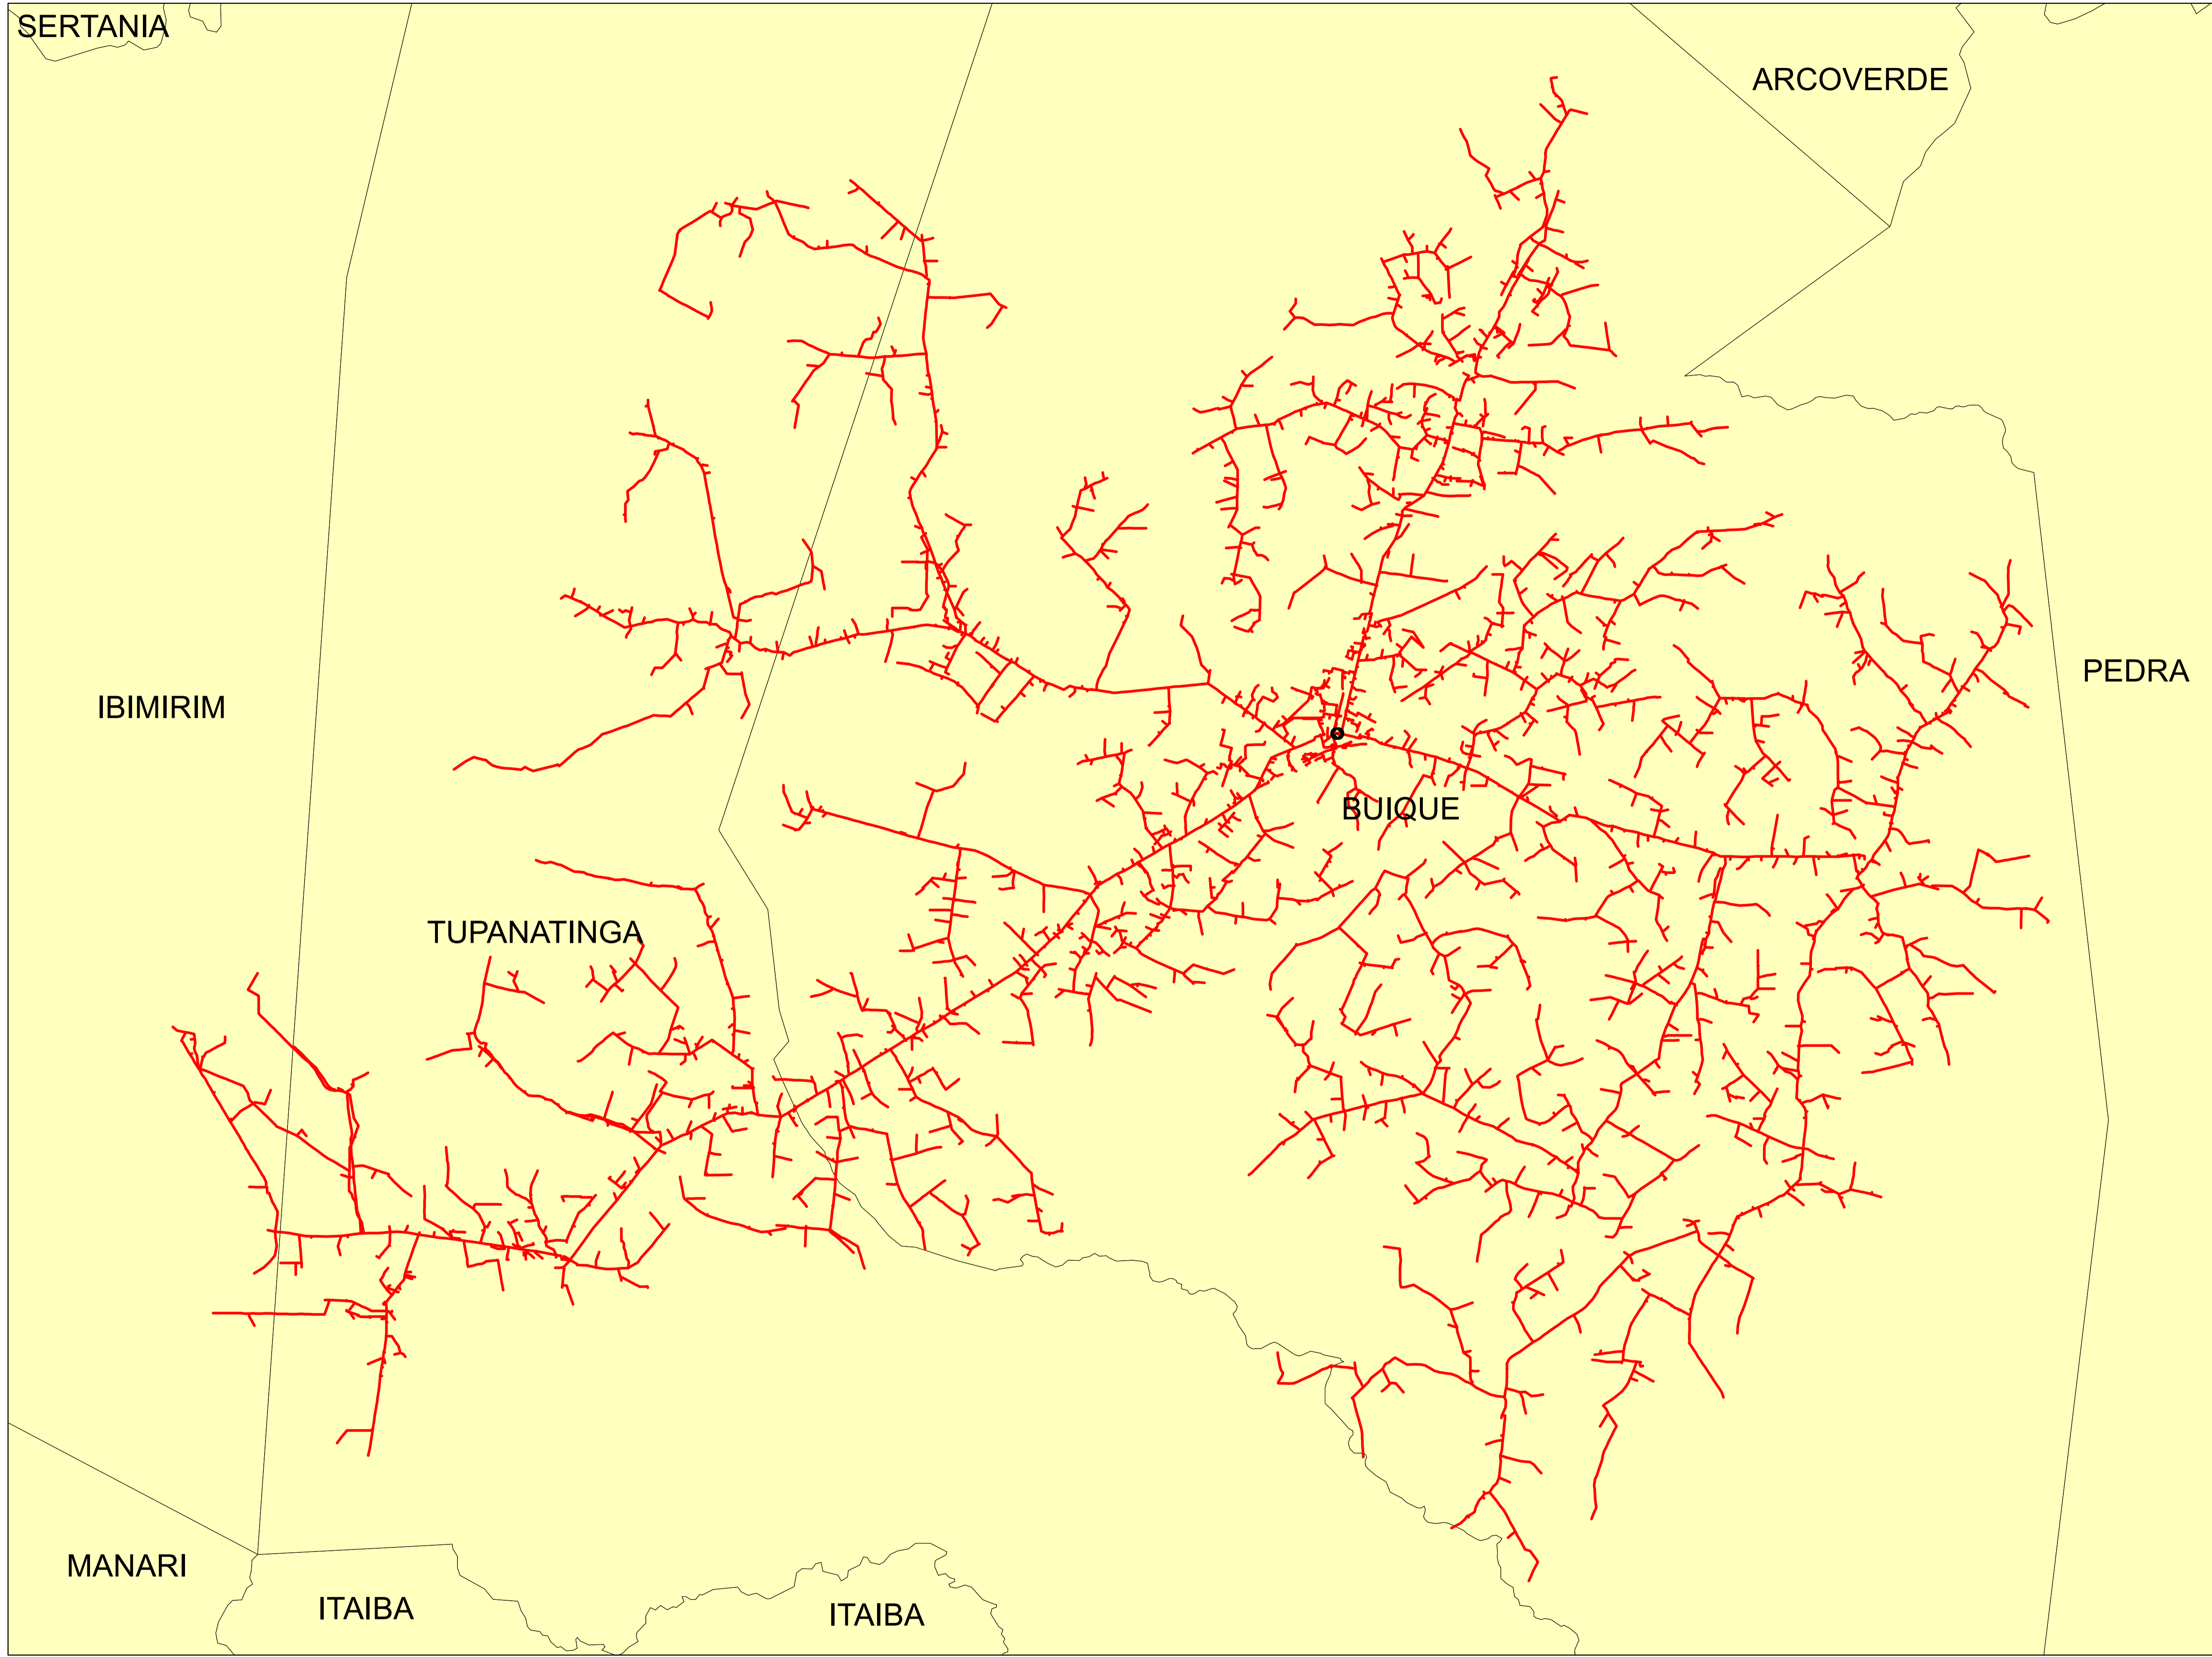 SERTANIA
ARCOVERDE
PEDRA
IBIMIRIM
BUIQUE
TUPANATINGA
MANARI
ITAIBA
ITAIBA